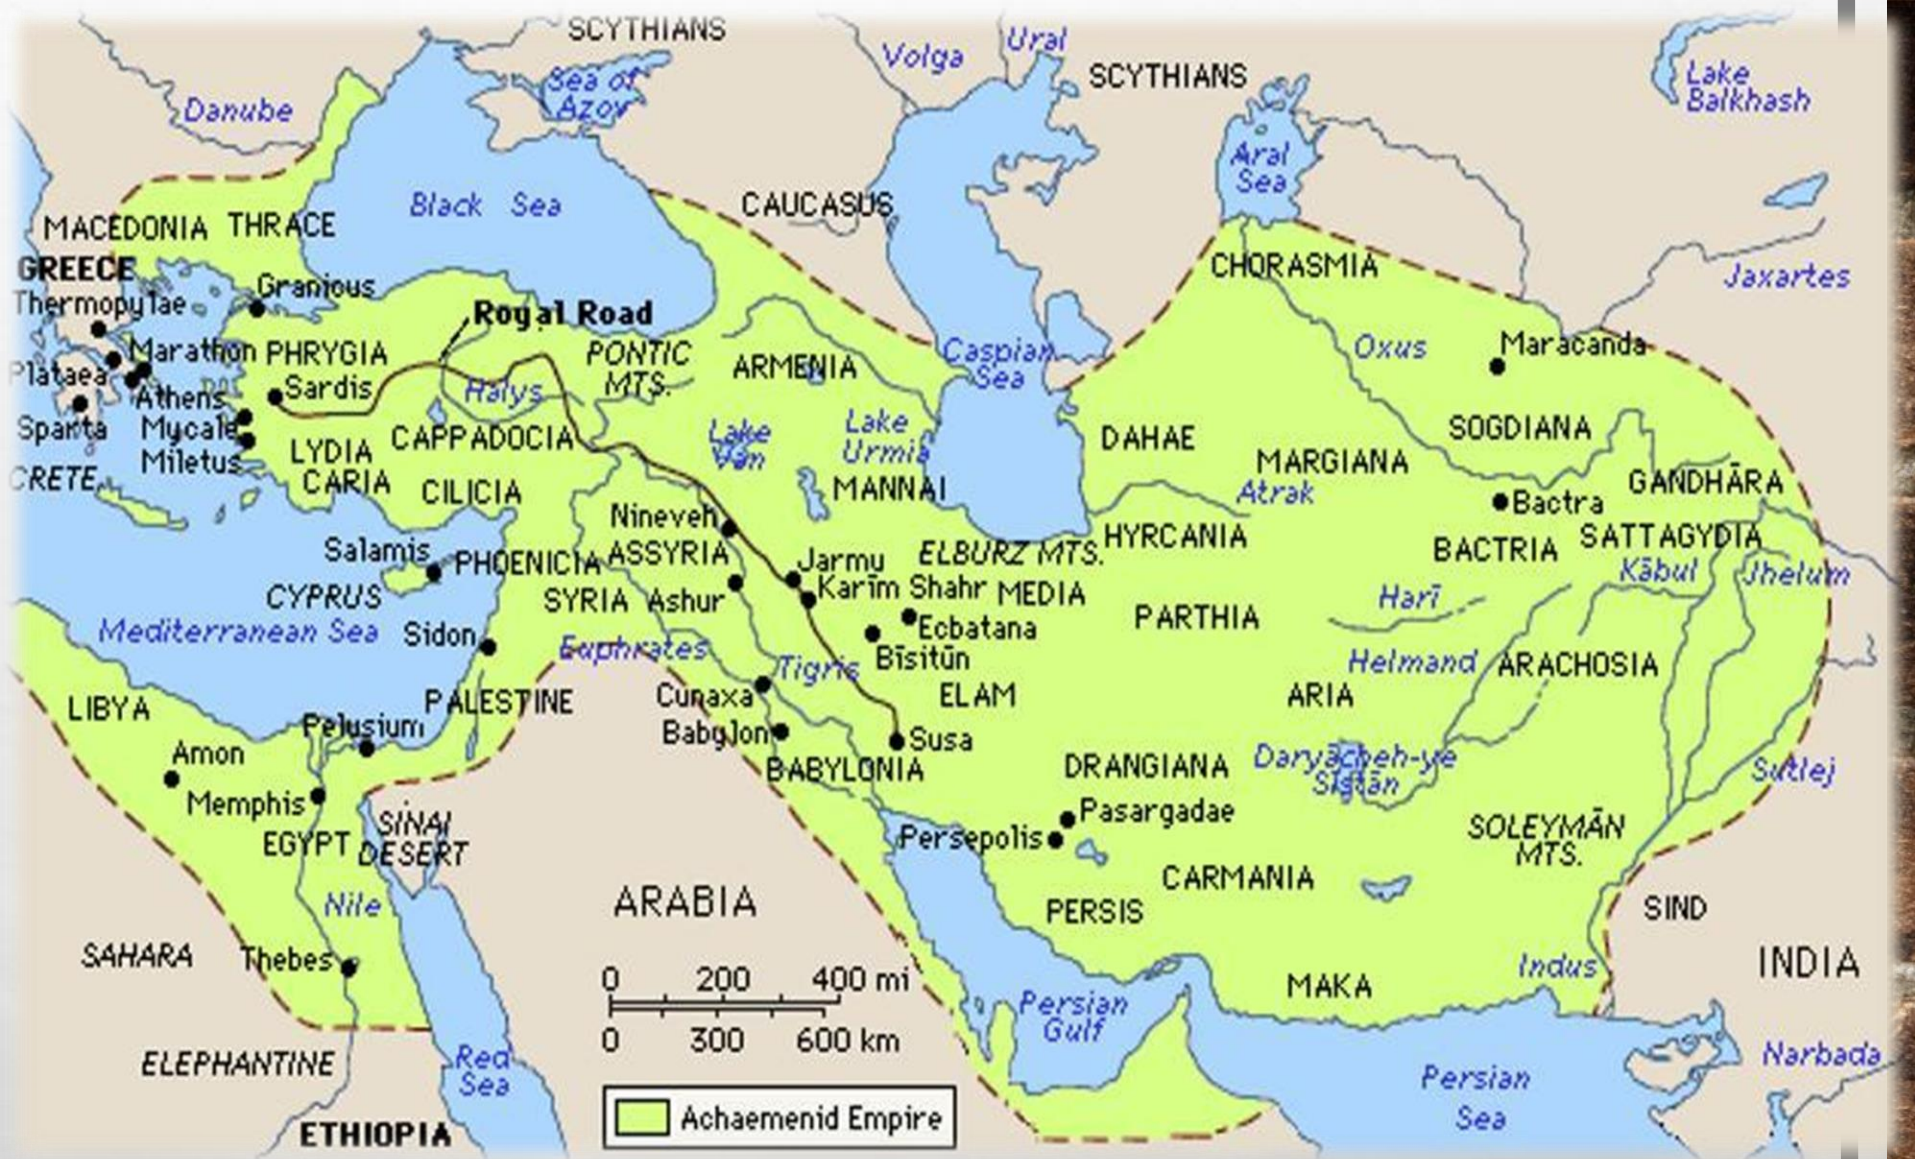 SCYTHIANS
Volga
Ural
SCYTHIANS
Sea of
Azov
Lake
Balkhash
Danube
Aral
Sea
Black Sea
CAUCASUS
MACEDONIA
THRACE
CHORASMIA
GREECE
Granicus
Jaxartes
Thermopylae
Royal Road
Marathon
PHRYGIA
PONTIC
MTS.
ARMENIA
Caspian
Sea
Oxus
Maracanda
Plataea
Sardis
Halys
Athens
Sparta
Mycale
LYDIA
CAPPADOCIA
Lake
Van
Lake
Urmia
DAHAE
SOGDIANA
Miletus
MARGIANA
CRETE
CARIA
CILICIA
MANNAI
Atrak
GANDHĀRA
Bactra
Nineveh
HYRCANIA
SATTAGYDIA
Salamis
PHOENICIA
ASSYRIA
Jarmu
ELBURZ MTS.
BACTRIA
Kābul
Jhelum
CYPRUS
SYRIA
Ashur
Karīm Shahr
MEDIA
Harī
PARTHIA
Mediterranean Sea
Sidon
Euphrates
Tigris
Ecbatana
Bīsitūn
Helmand
ARACHOSIA
LIBYA
PALESTINE
Cunaxa
ELAM
ARIA
Pelusium
Babylon
Susa
Amon
BABYLONIA
DRANGIANA
Daryācheh-ye
Sīstān
Sutlej
Memphis
Pasargadae
EGYPT
SINAI
DESERT
Persepolis
SOLEYMĀN
MTS.
CARMANIA
Nile
ARABIA
PERSIS
SIND
SAHARA
Thebes
INDIA
Indus
MAKA
0 200 400 mi
0 300 600 km
Persian
Gulf
ELEPHANTINE
Red
Sea
Narbada
Persian
Sea
Achaemenid Empire
ETHIOPIA